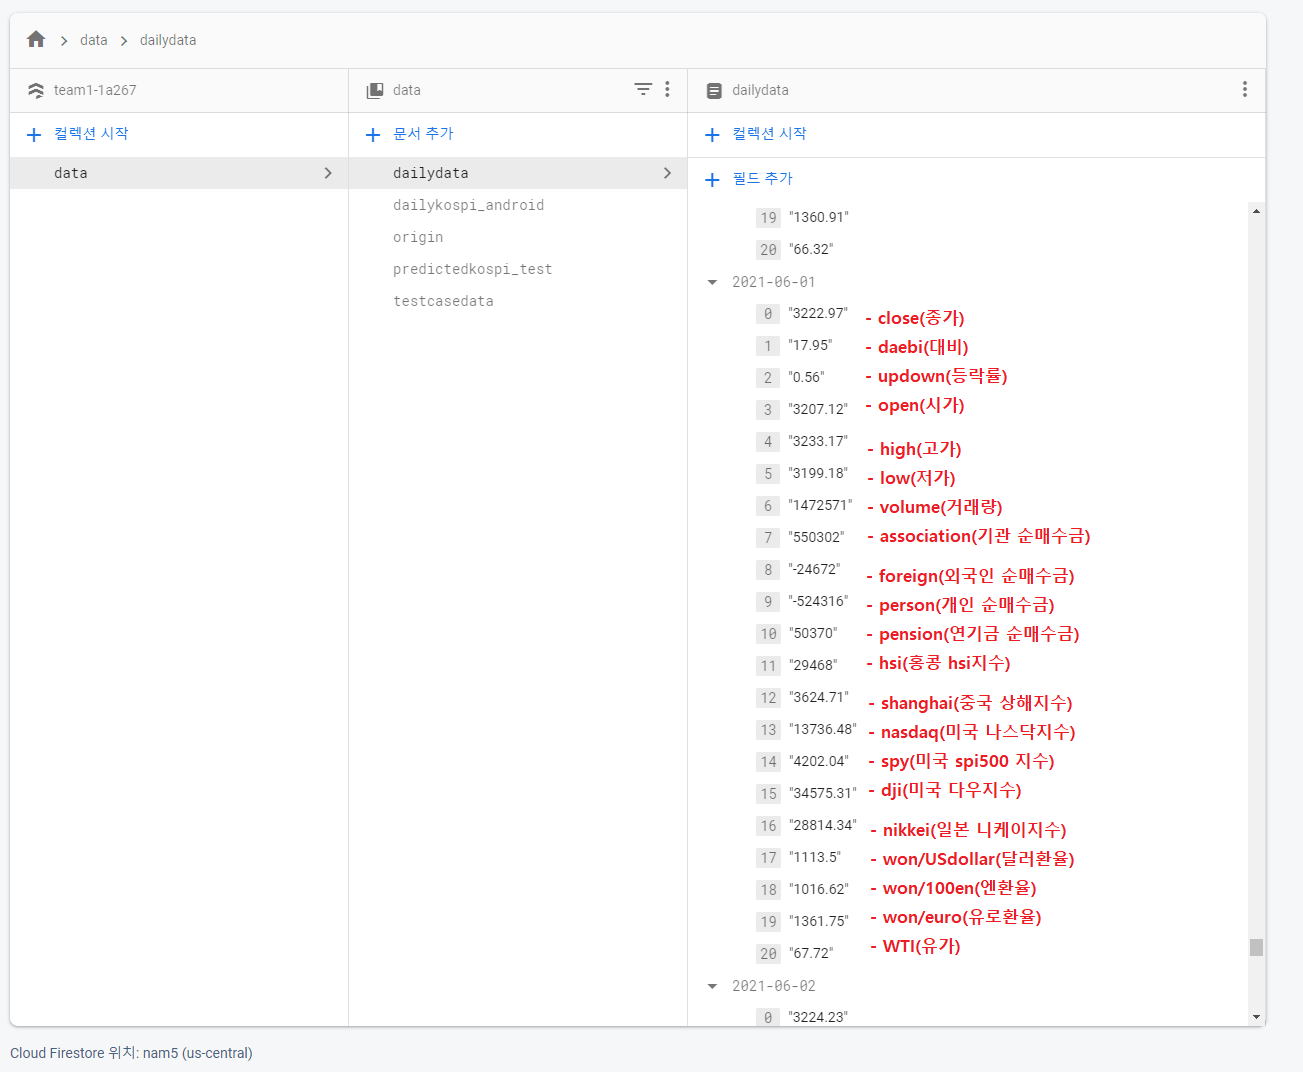 data
dailydata
team1-1a267
컬렉션 시작
data
data
문서 추가
dailydata
dailykospi_android
origin
predictedkospi_test
testcasedata
dailydata
컬렉션 시작
필드 추가
19 "1360.91"
20 "66.32"
2021-06-01
0 "3222.97" - close(종가)
1 "17.95" - daebi(대비)
2 "0.56" - updown(등락률)
3 "3207.12" - open(시가)
4 "3233.17" - high(고가)
5 "3199.18" - low(저가)
6 "1472571" - volume(거래량)
7 "550302" - association(기관 순매수금)
8 "-24672" - foreign(외국인 순매수금)
9 "-524316" - person(개인 순매수금)
10 "50370" - pension(연기금 순매수금)
11 "29468" - hsi(홍콩 hsi지수)
12 "3624.71" - shanghai(중국 상해지수)
13 "13736.48" - nasdaq(미국 나스닥지수)
14 "4202.04" - spy(미국 spi500 지수)
15 "34575.31" - dji(미국 다우지수)
16 "28814.34" - nikkei(일본 니케이지수)
17 "1113.5" - won/USdollar(달러환율)
18 "1016.62" - won/100en(엔환율)
19 "1361.75" - won/euro(유로환율)
20 "67.72" - WTI(유가)
2021-06-02
0 "3224.23"
Cloud Firestore 위치: nam5 (us-central)